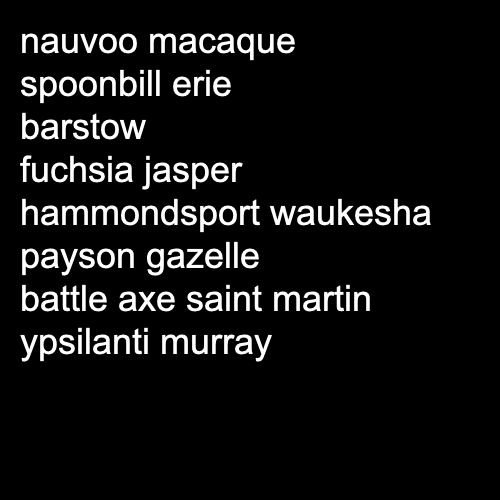 nauvoo macaque
spoonbill erie
barstow
fuchsia jasper
hammondsport waukesha
payson gazelle
battle axe saint martin
ypsilanti murray